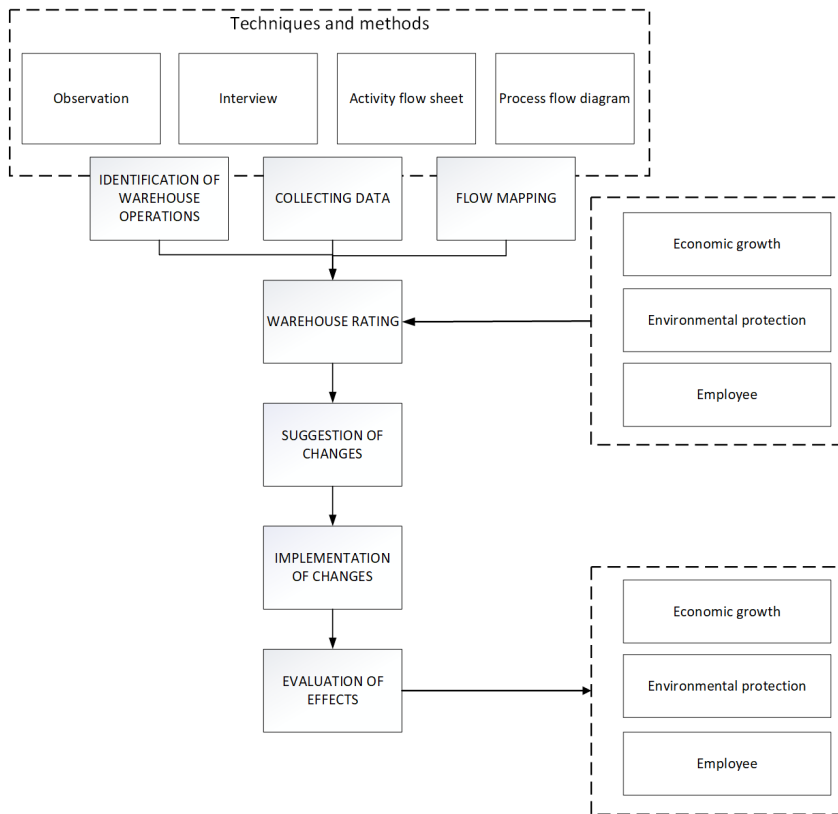 Techniques and methods
Observation
Interview
Activity flow sheet
Process flow diagram
IDENTIFICATION OF
WAREHOUSE
OPERATIONS
COLLECTING DATA
FLOW MAPPING
Economic growth
Environmental protection
Employee
WAREHOUSE RATING
SUGGESTION OF
CHANGES
IMPLEMENTATION
OF CHANGES
EVALUATION OF
EFFECTS
Economic growth
Environmental protection
Employee